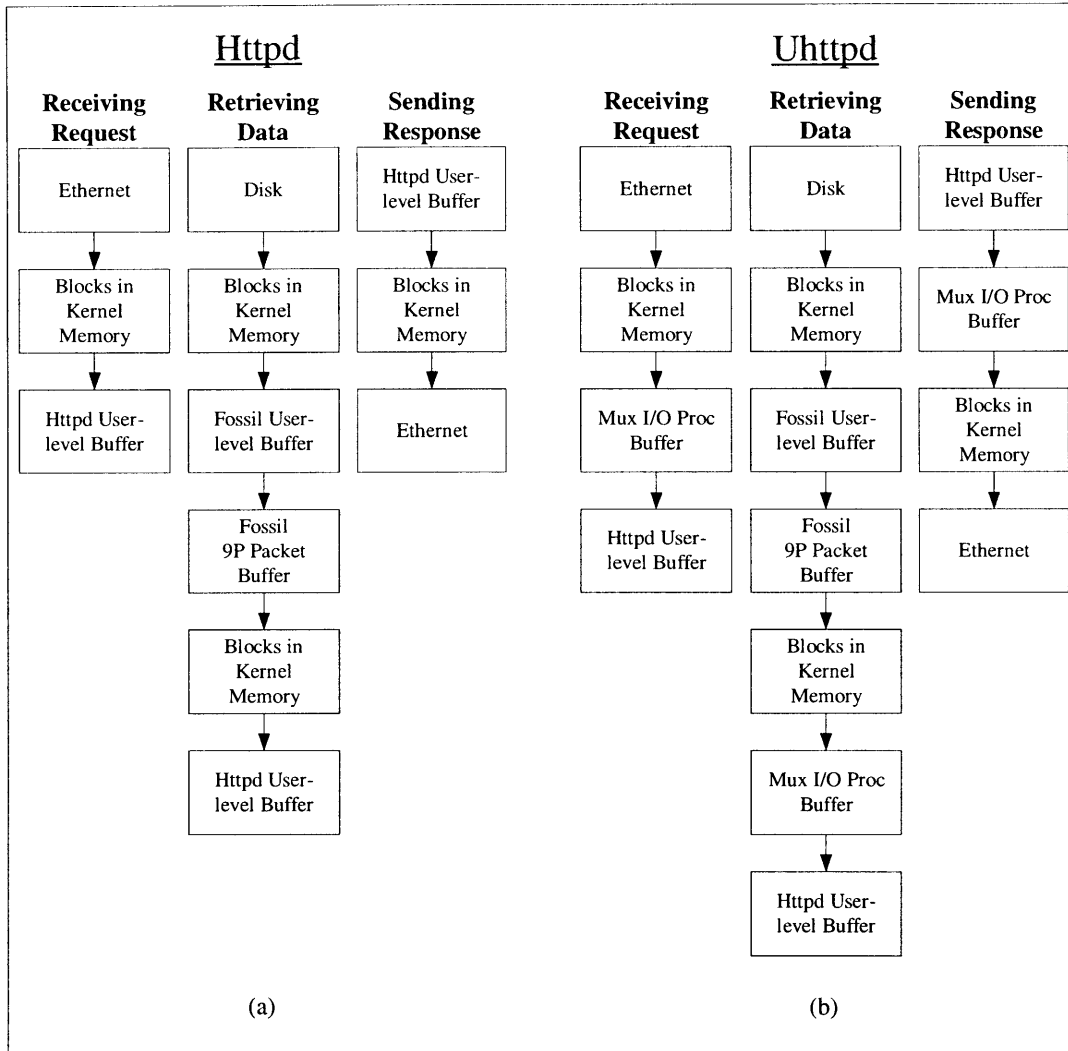 Httpd
Receiving
Request
Retrieving
Data
Sending
Response
Ethernet
Blocks in
Kernel
Memory
Httpd User-
level Buffer
Disk
Blocks in
Kernel
Memory
Fossil User-
level Buffer
Fossil
9P Packet
Buffer
Blocks in
Kernel
Memory
Httpd User-
level Buffer
Httpd User-
level Buffer
Blocks in
Kernel
Memory
Ethernet
(a)
Uhttpd
Receiving
Request
Retrieving
Data
Sending
Response
Ethernet
Blocks in
Kernel
Memory
Mux I/O Proc
Buffer
Httpd User-
level Buffer
Disk
Blocks in
Kernel
Memory
Fossil User-
level Buffer
Fossil
9P Packet
Buffer
Blocks in
Kernel
Memory
Mux I/O Proc
Buffer
Httpd User-
level Buffer
Httpd User-
level Buffer
Mux I/O Proc
Buffer
Blocks in
Kernel
Memory
Ethernet
(b)